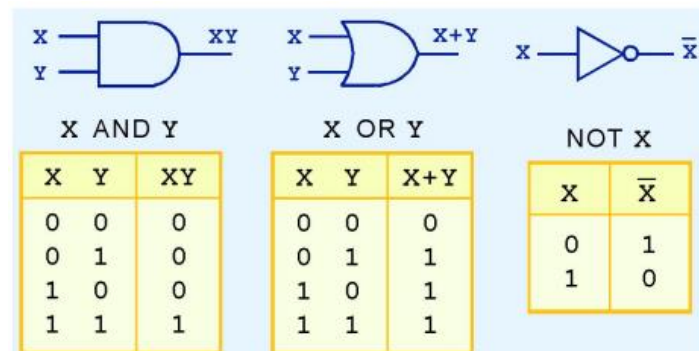 X
Y
XY
X AND Y
X Y XY
0 0 0
0 1 0
1 0 0
1 1 1
X
Y
X+Y
X OR Y
X Y X+Y
0 0 0
0 1 1
1 0 1
1 1 1
X
X̅
NOT X
X X̅
0 1
1 0